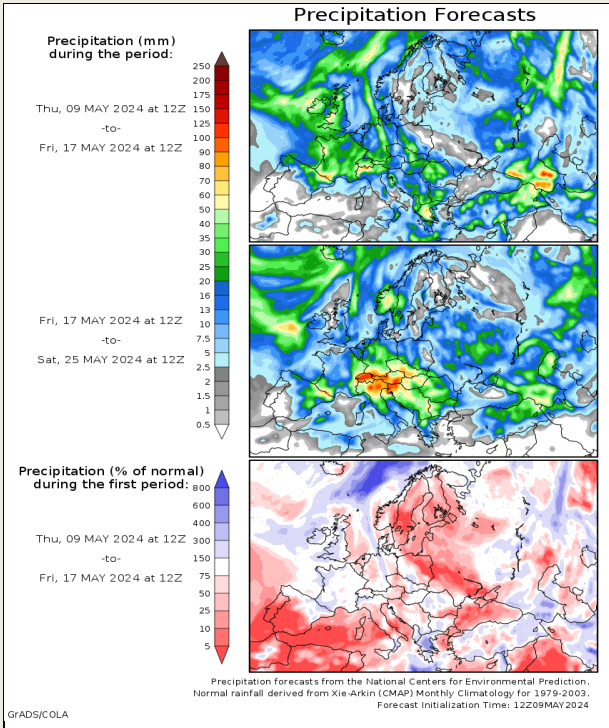 Precipitation Forecasts
Precipitation (mm)
during the period:
Thu, 09 MAY 2024 at 12Z
-to-
Fri, 17 MAY 2024 at 12Z
250
200
175
150
125
100
90
80
70
60
50
40
35
30
25
20
16
13
10
7.5
5
2.5
2
1.5
1
0.5
Fri, 17 MAY 2024 at 12Z
-to-
Sat, 25 MAY 2024 at 12Z
Precipitation (% of normal)
during the first period:
Thu, 09 MAY 2024 at 12Z
-to-
Fri, 17 MAY 2024 at 12Z
800
600
400
300
150
75
50
25
10
5
Precipitation forecasts from the National Centers for Environmental Prediction.
Normal rainfall derived from Xie-Arkin (CMAP) Monthly Climatology for 1979-2003.
Forecast Initialization Time: 12Z09MAY2024
GrADS/COLA